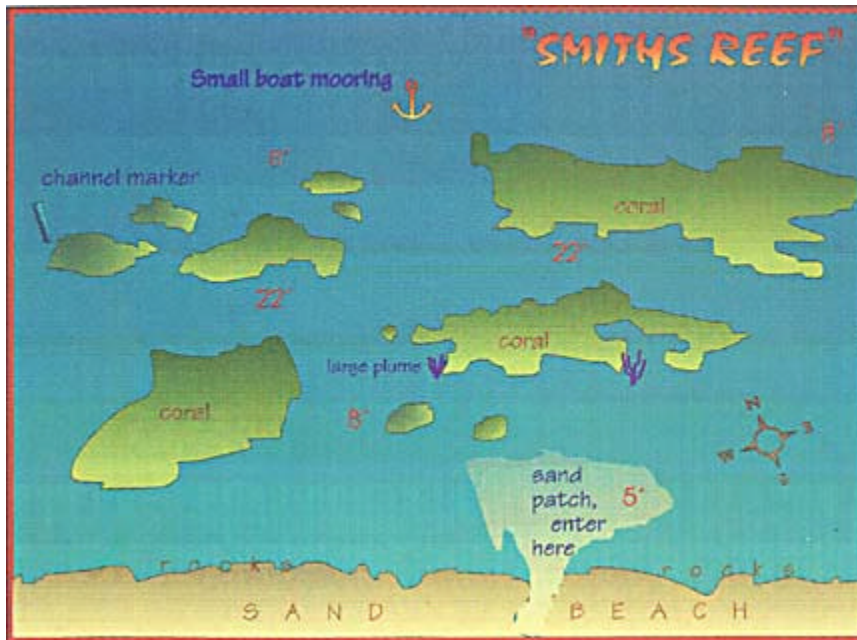 "SMITHS REEF"
Small boat mooring
8'
8'
channel marker
coral
22'
22'
coral
large plume
coral
8'
N
E
W
S
sand
patch,
enter
here
5'
rocks
rocks
SAND BEACH